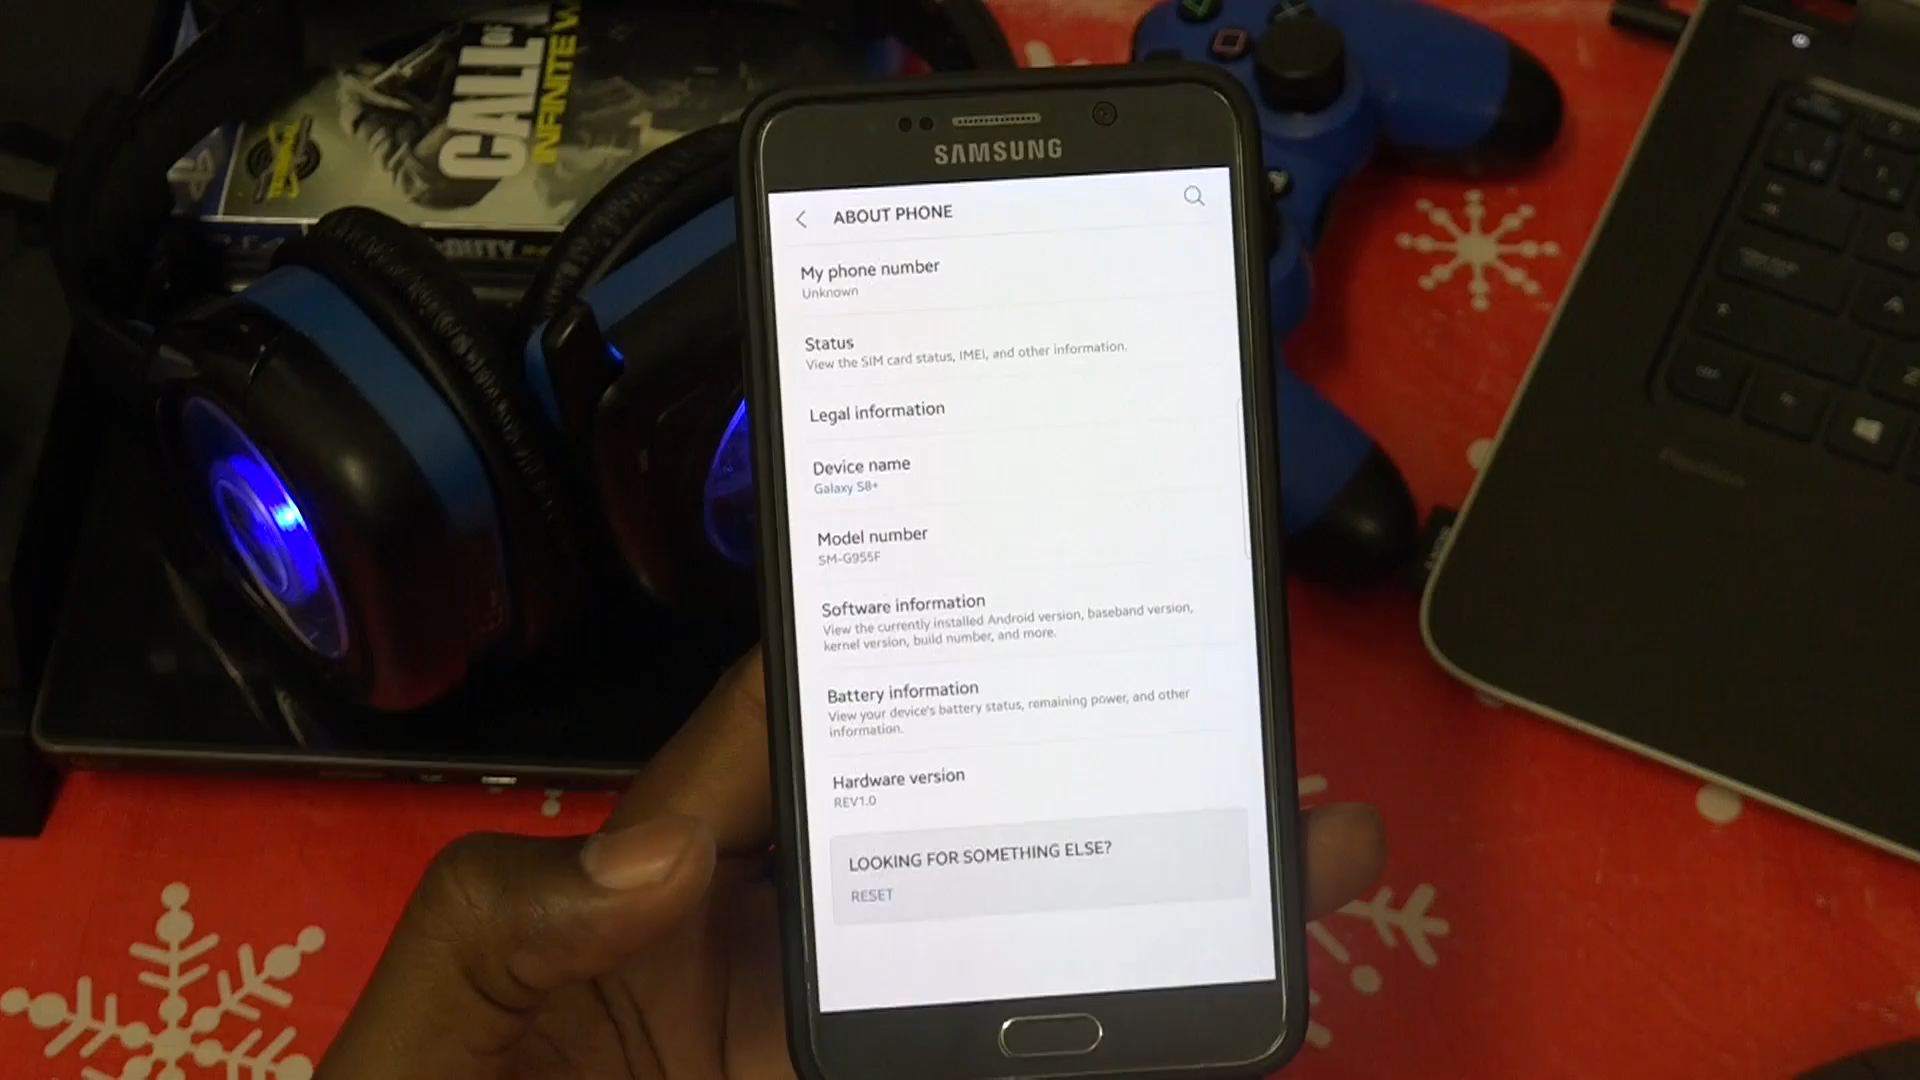 CALL OF
INFINITE W
DUTY
SAMSUNG
ABOUT PHONE
My phone number
Unknown
Status
View the SIM card status, IMEI, and other information.
Legal information
Device name
Galaxy S8+
Model number
SM-G955F
Software information
View the currently installed Android version, baseband version,
kernel version, build number, and more.
Battery information
View your device's battery status, remaining power, and other
information.
Hardware version
REV1.0
LOOKING FOR SOMETHING ELSE?
RESET